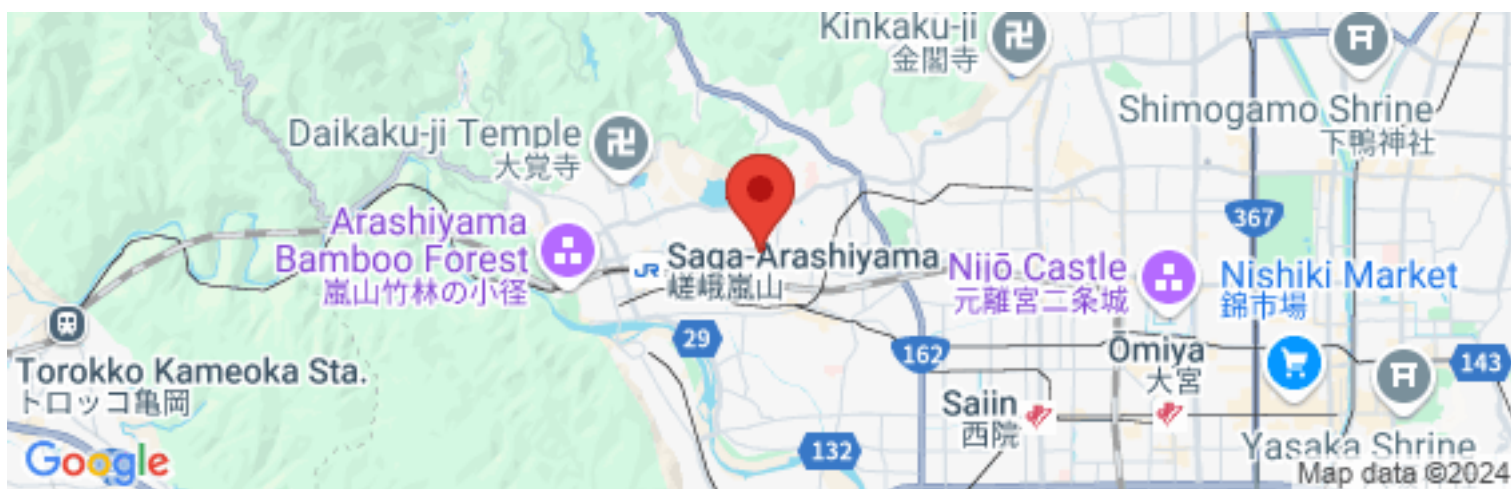 Kinkaku-ji
金閣寺
Shimogamo Shrine
下鴨神社
Daikaku-ji Temple
大覚寺
367
Arashiyama
Bamboo Forest
嵐山竹林の小径
JR
Saga-Arashiyama
嵯峨嵐山
Nijō Castle
元離宮二条城
Nishiki Market
錦市場
29
162
Ōmiya
大宮
143
Torokko Kameoka Sta.
トロッコ亀岡
Saiin
西院
132
Yasaka Shrine
Google
Map data ©2024